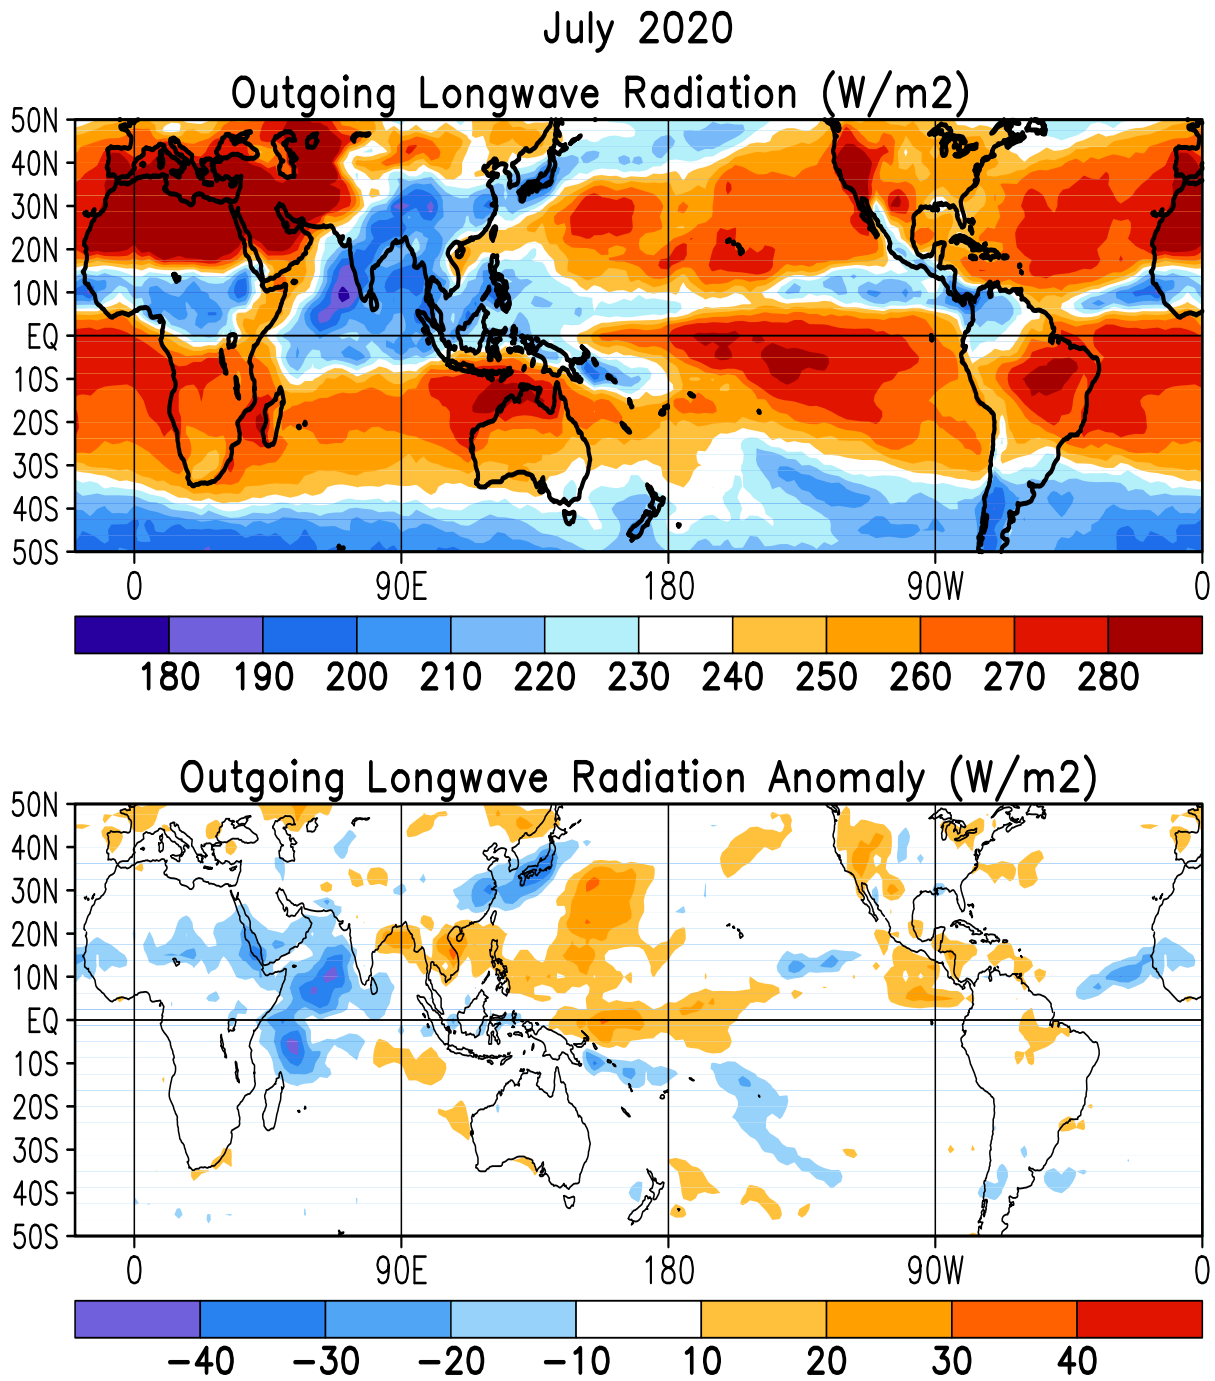 July 2020
Outgoing Longwave Radiation (W/m2)
50N
40N
30N
20N
10N
EQ
10S
20S
30S
40S
50S
0 90E 180 90W 0
180 190 200 210 220 230 240 250 260 270 280
Outgoing Longwave Radiation Anomaly (W/m2)
50N
40N
30N
20N
10N
EQ
10S
20S
30S
40S
50S
0 90E 180 90W 0
-40 -30 -20 -10 10 20 30 40